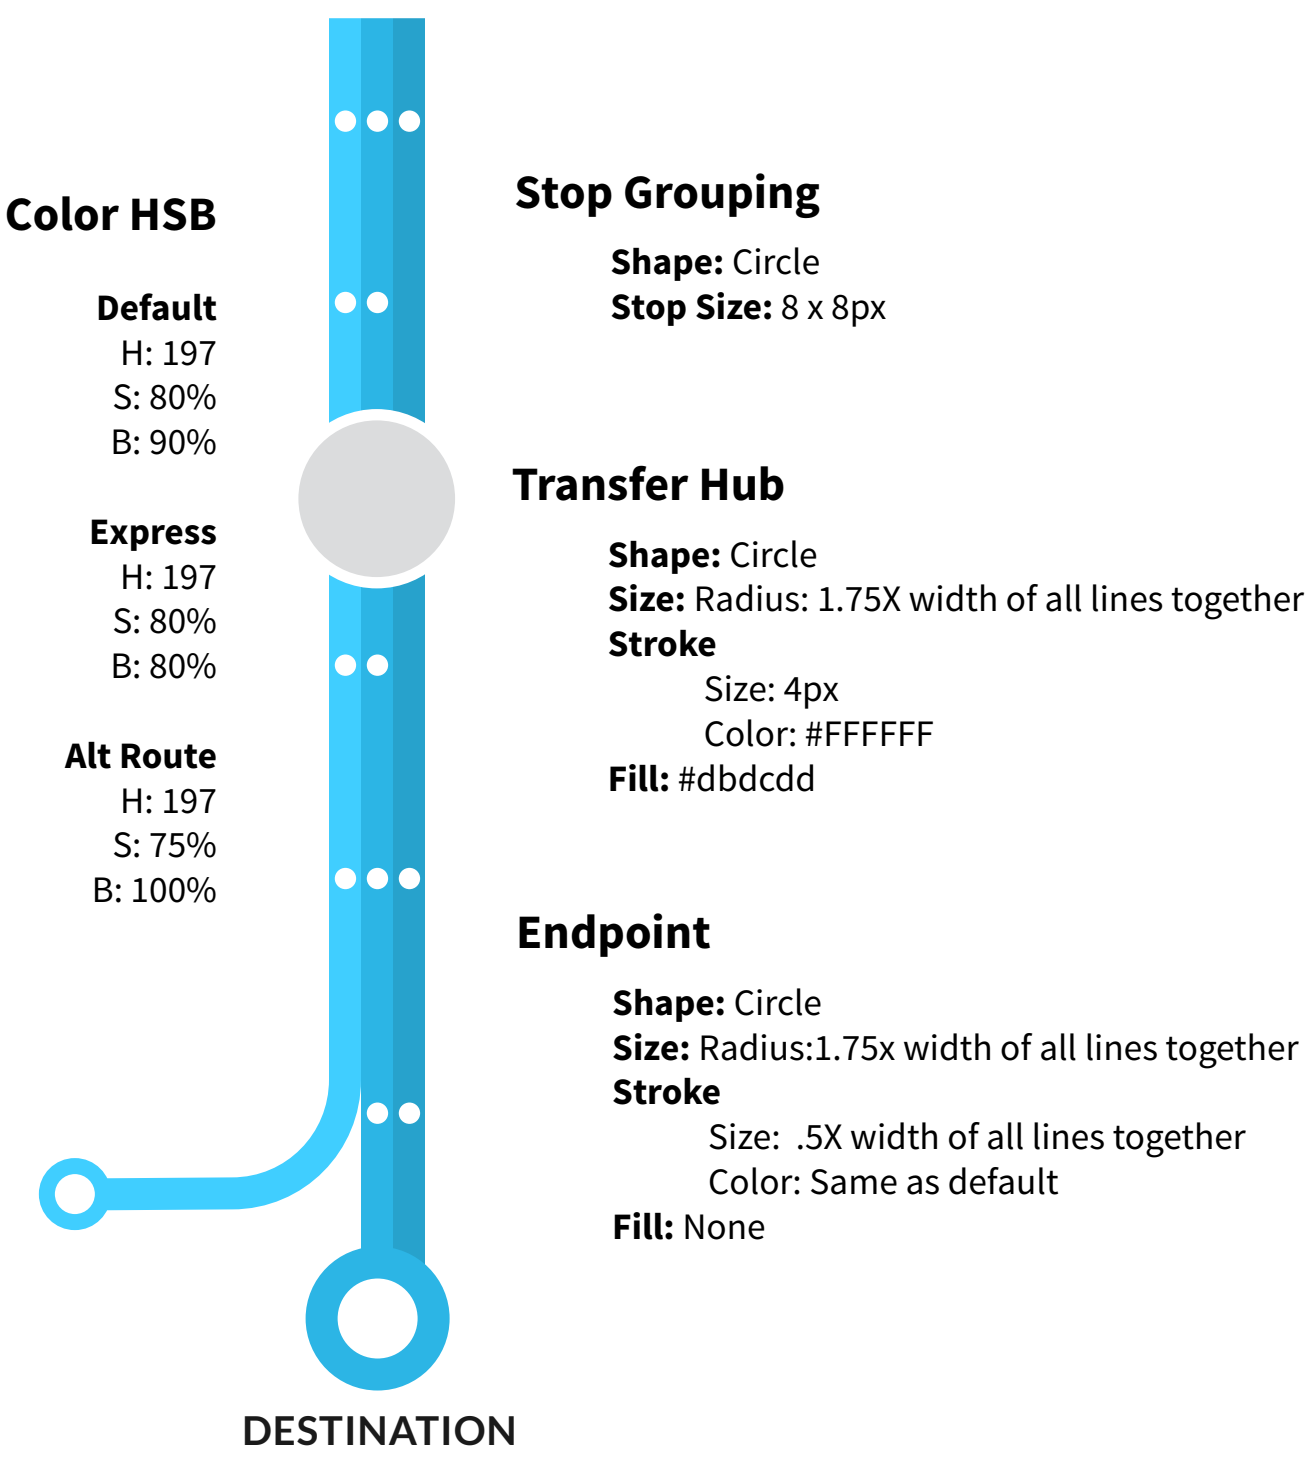 Color HSB
Default
H: 197
S: 80%
B: 90%
Express
H: 197
S: 80%
B: 80%
Alt Route
H: 197
S: 75%
B: 100%
Stop Grouping
Shape: Circle
Stop Size: 8 x 8px
Transfer Hub
Shape: Circle
Size: Radius: 1.75X width of all lines together
Stroke
Size: 4px
Color: #FFFFFF
Fill: #dbdcdd
Endpoint
Shape: Circle
Size: Radius:1.75x width of all lines together
Stroke
Size:  .5X width of all lines together
Color: Same as default
Fill: None
DESTINATION